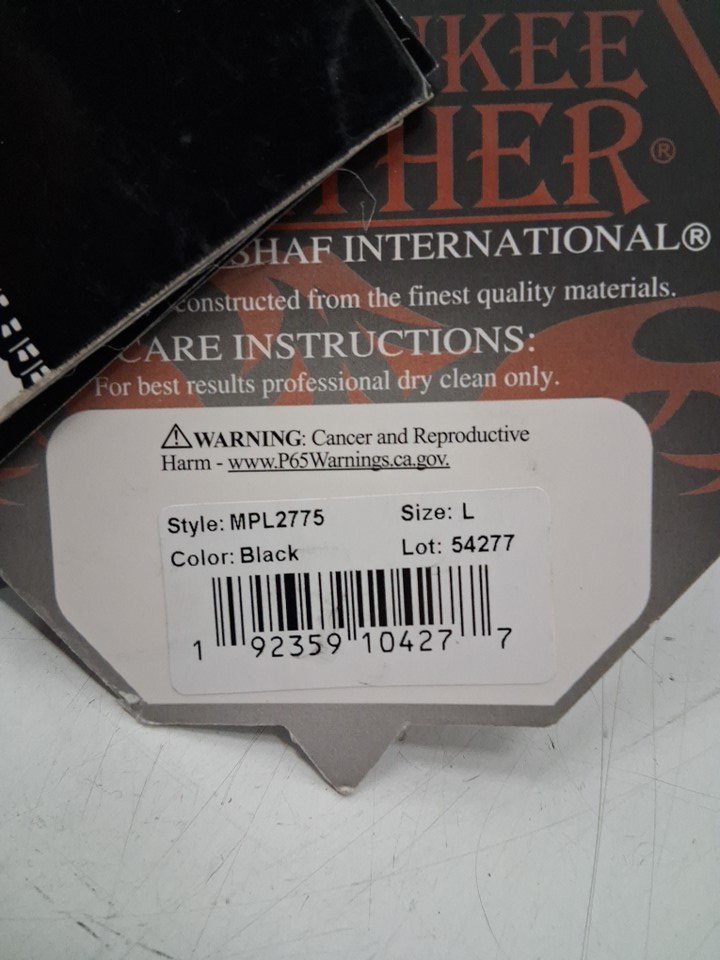 KEE
HER®
SHAF INTERNATIONAL®
constructed from the finest quality materials.
CARE INSTRUCTIONS:
For best results professional dry clean only.
⚠WARNING: Cancer and Reproductive
Harm - www.P65Warnings.ca.gov.
Style: MPL2775 Size: L
Color: Black Lot: 54277
1 92359 10427 7